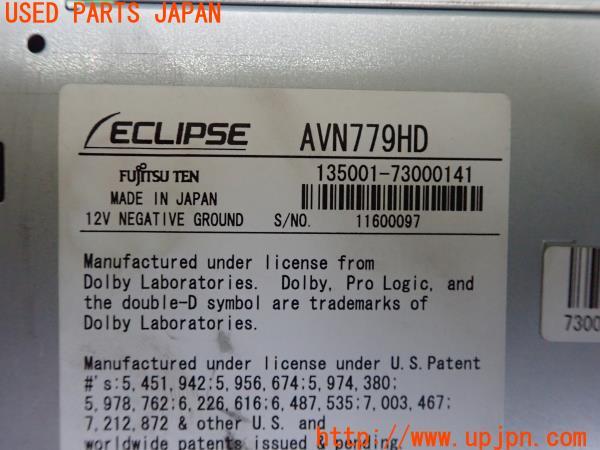 USED PARTS JAPAN
ECLIPSE AVN779HD
FUJITSU TEN 135001-73000141
MADE IN JAPAN
12V NEGATIVE GROUND S/NO. 11600097
Manufactured under license from
Dolby Laboratories. Dolby, Pro Logic, and
the double-D symbol are trademarks of
Dolby Laboratories.
7300
Manufactured under license under U.S.Patent
#'s:5,451,942;5,956,674;5,974,380;
5,978,762;6,226,616;6,487,535;7,003,467;
7,212,872 & other U.S. and
worldwide patents issued & pending.
http://www.upjpn.com/